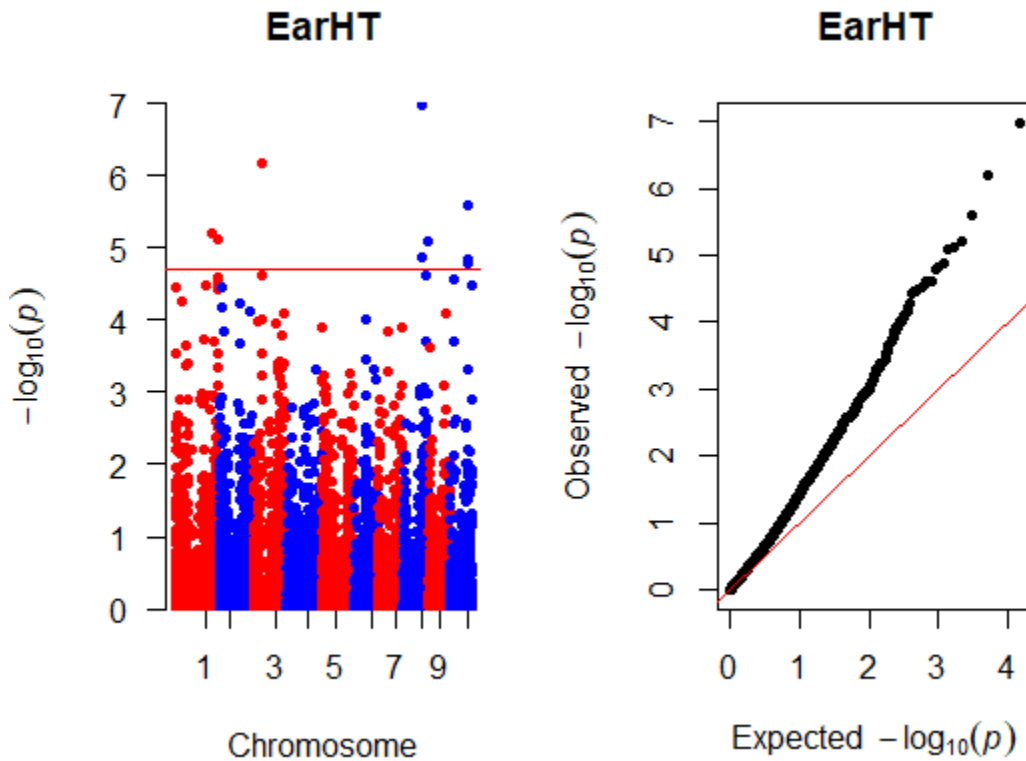 EarHT
−log₁₀(p)
7
6
5
4
3
2
1
0
1 3 5 7 9
Chromosome
EarHT
Observed −log₁₀(p)
7
6
5
4
3
2
1
0
0 1 2 3 4
Expected −log₁₀(p)